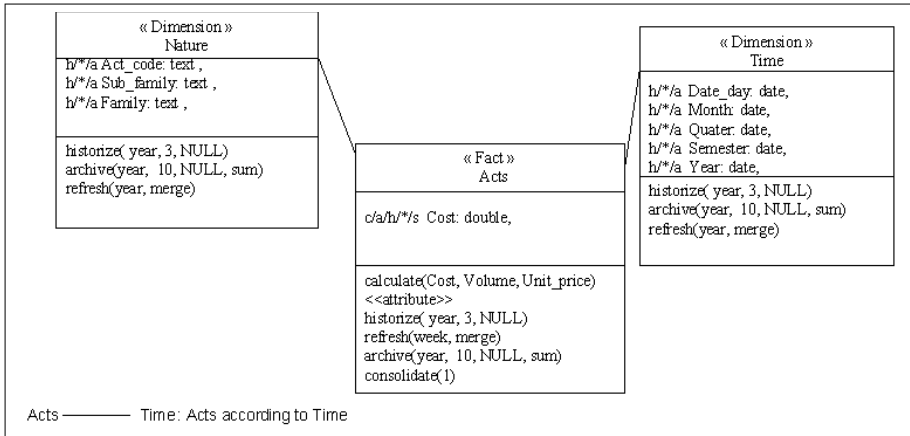 « Dimension »
Nature
h/*/a Act_code: text ,
h/*/a Sub_family: text ,
h/*/a Family: text ,
historize( year, 3, NULL)
archive(year, 10, NULL, sum)
refresh(year, merge)
« Fact »
Acts
c/a/h/*/s Cost: double,
calculate(Cost, Volume, Unit_price)
<<attribute>>
historize( year, 3, NULL)
refresh(week, merge)
archive(year, 10, NULL, sum)
consolidate(1)
« Dimension »
Time
h/*/a Date_day: date,
h/*/a Month: date,
h/*/a Quater: date,
h/*/a Semester: date,
h/*/a Year: date,
historize( year, 3, NULL)
archive(year, 10, NULL, sum)
refresh(year, merge)
Acts Time: Acts according to Time